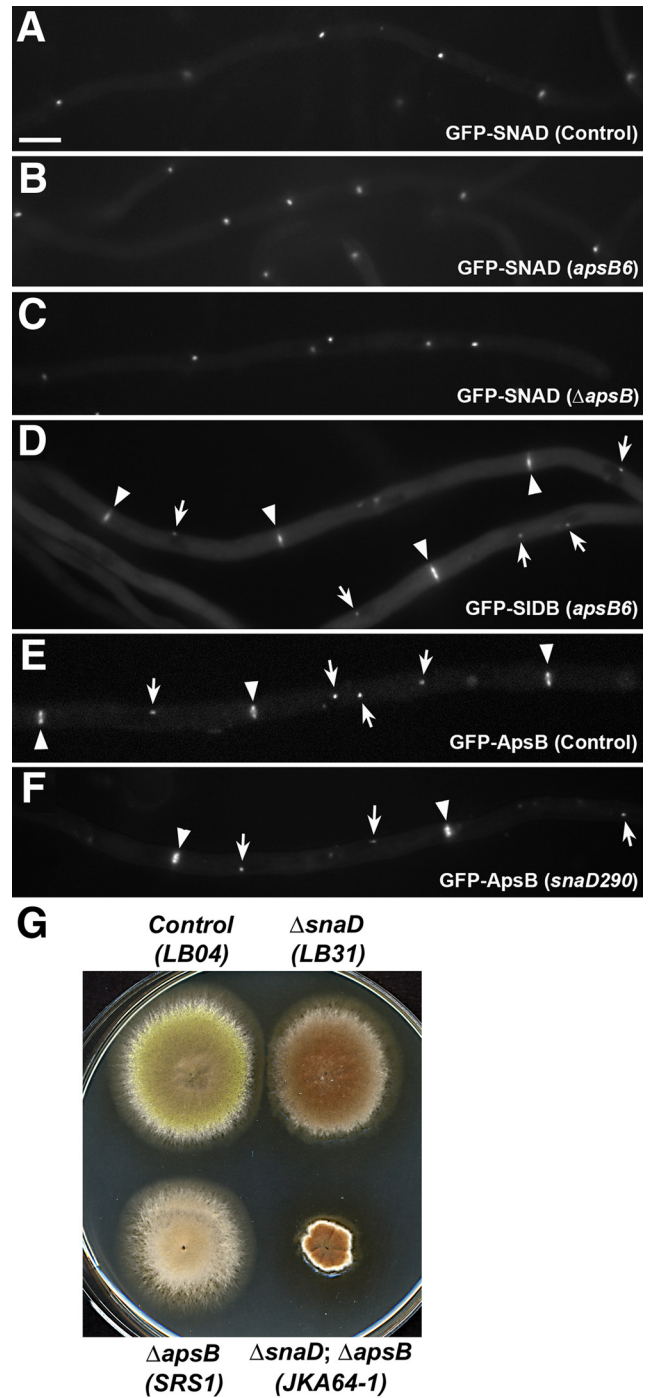 A
GFP-SNAD (Control)
B
GFP-SNAD (apsB6)
C
GFP-SNAD (ΔapsB)
D
GFP-SIDB (apsB6)
E
GFP-ApsB (Control)
F
GFP-ApsB (snaD290)
G
Control
(LB04)
ΔsnaD
(LB31)
ΔapsB
(SRS1)
ΔsnaD; ΔapsB
(JKA64-1)